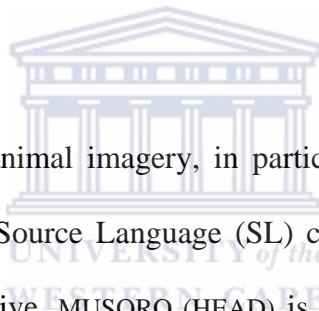 animal imagery, in partic
Source Language (SL) c
UNIVERSITY of the
ive. MUSORO (HEAD) is
WESTERN CAPE